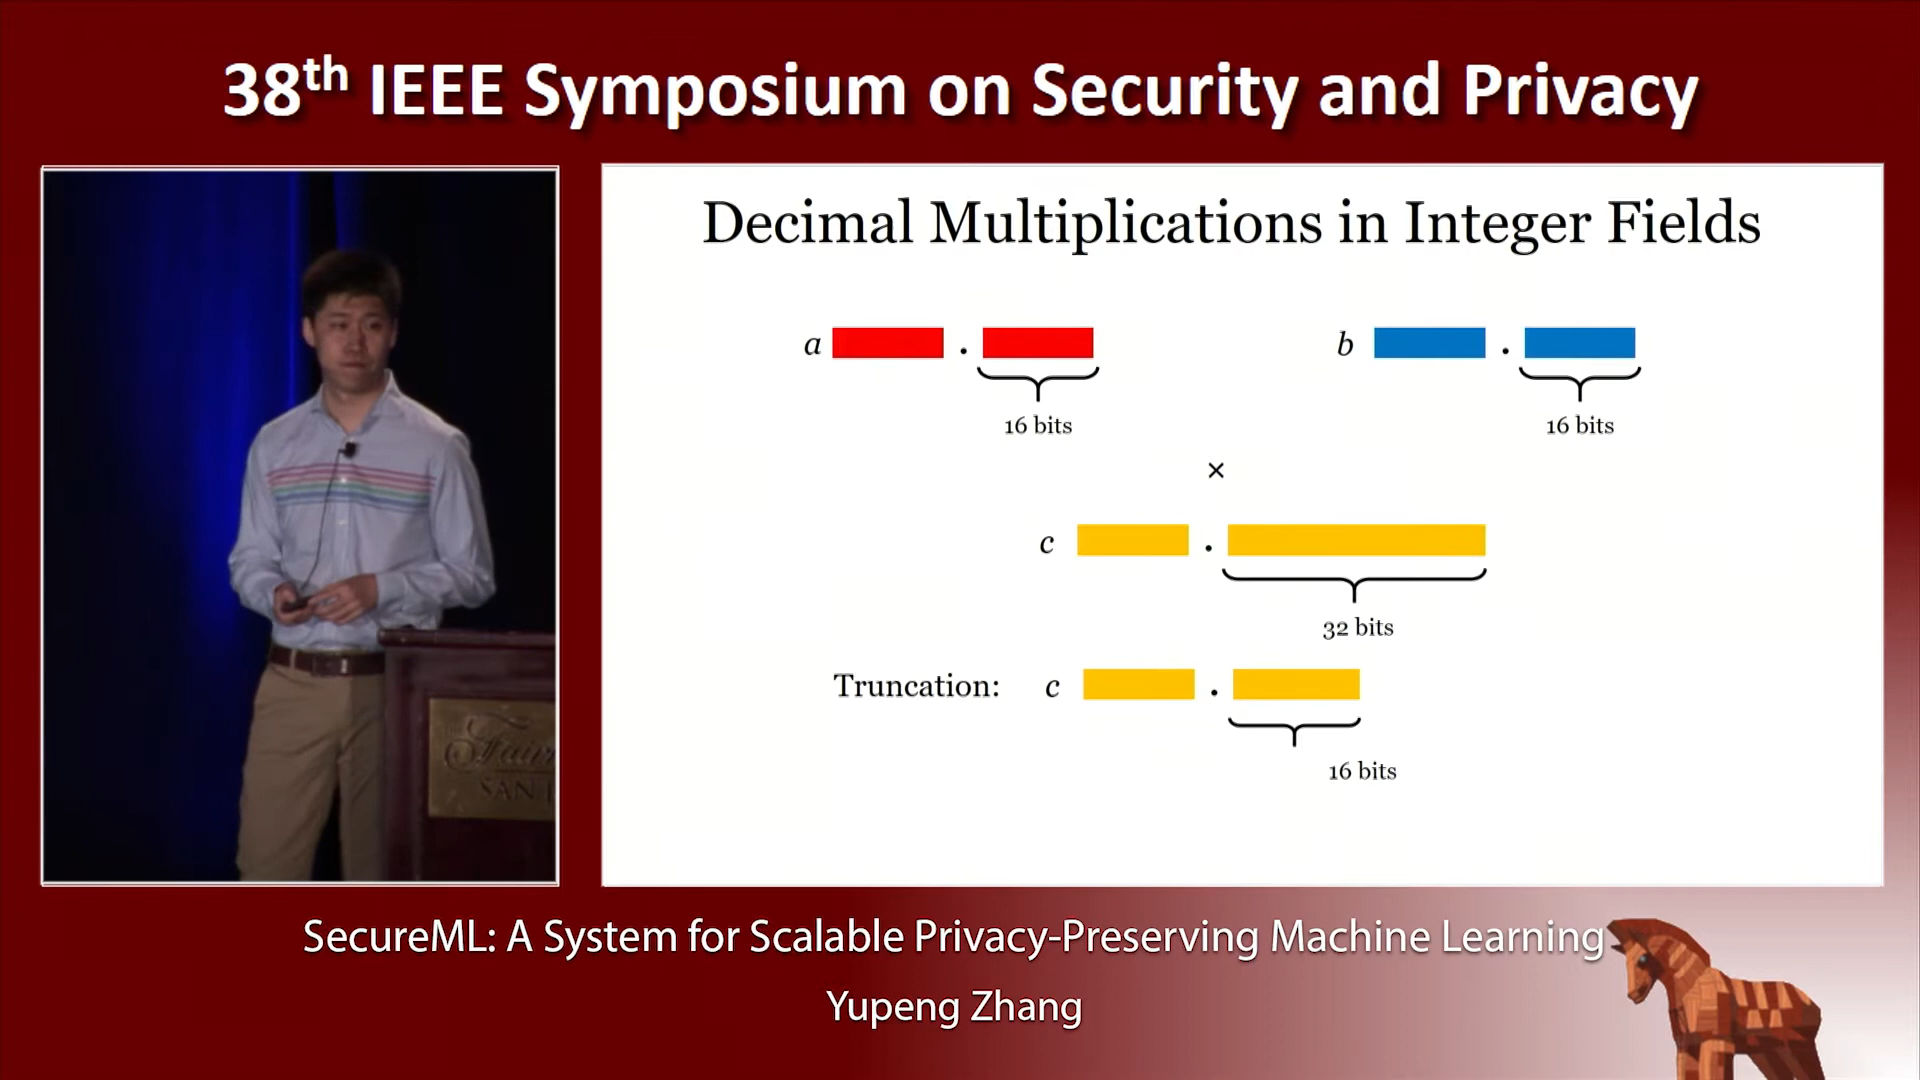 38th IEEE Symposium on Security and Privacy
Decimal Multiplications in Integer Fields
a . b .
16 bits 16 bits
×
c .
32 bits
Truncation: c .
16 bits
SAN J
SecureML: A System for Scalable Privacy-Preserving Machine Learning
Yupeng Zhang